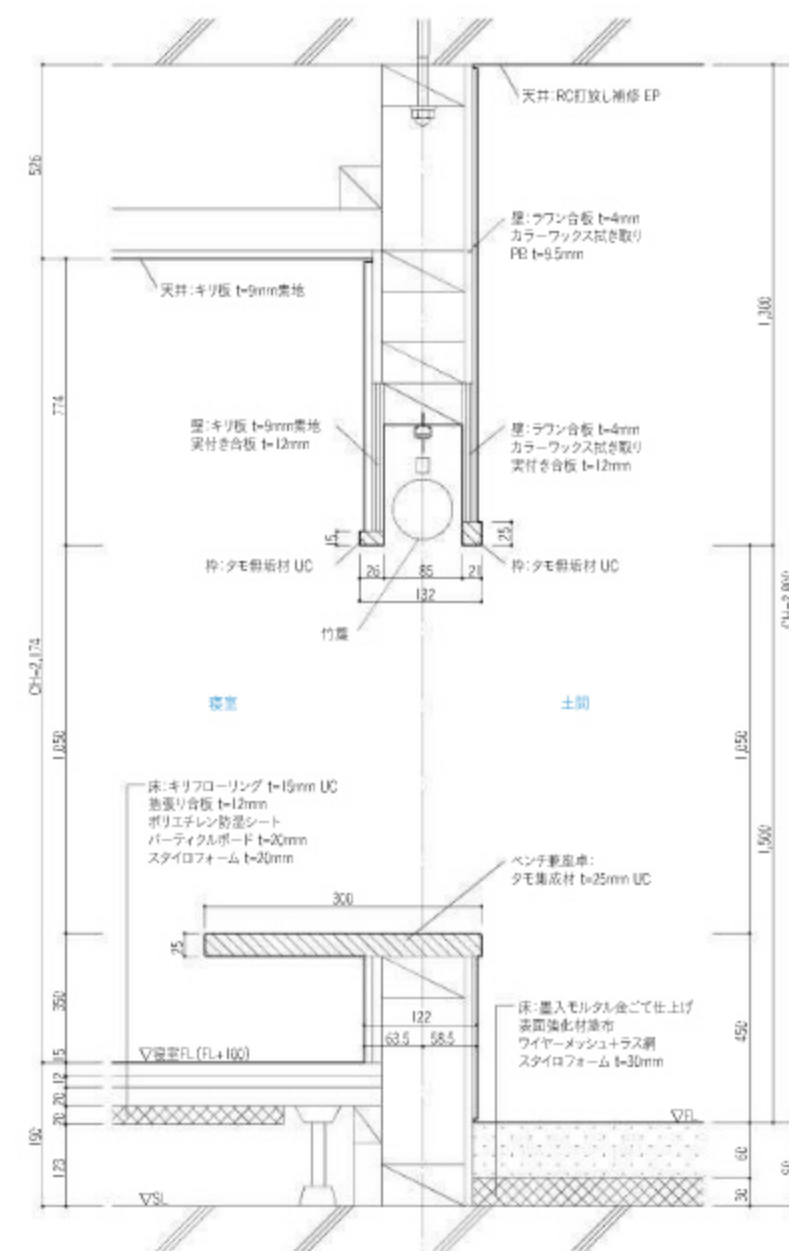 天井:RC打放し補修 EP
526
壁:ラワン合板 t=4mm
カラーワックス拭き取り
PB t=9.5mm
天井:キリ板 t=9mm素地
1,300
774
壁:キリ板 t=9mm素地
実付き合板 t=12mm
壁:ラワン合板 t=4mm
カラーワックス拭き取り
実付き合板 t=12mm
15
25
枠:タモ無垢材 UC
26
85
21
枠:タモ無垢材 UC
132
竹簾
CH=2,174
CH=2,800
寝室
土間
1,050
1,050
床:キリフローリング t=15mm UC
捨張り合板 t=12mm
ポリエチレン防湿シート
パーティクルボード t=20mm
スタイロフォーム t=20mm
1,500
ベンチ兼座卓:
タモ集成材 t=25mm UC
300
25
350
122
63.5
58.5
450
床:墨入モルタル金ごて仕上げ
表面強化材塗布
ワイヤーメッシュ+ラス網
スタイロフォーム t=30mm
▽寝室FL(FL+100)
15
12
20
20
190
123
▽FL
60
30
▽SL